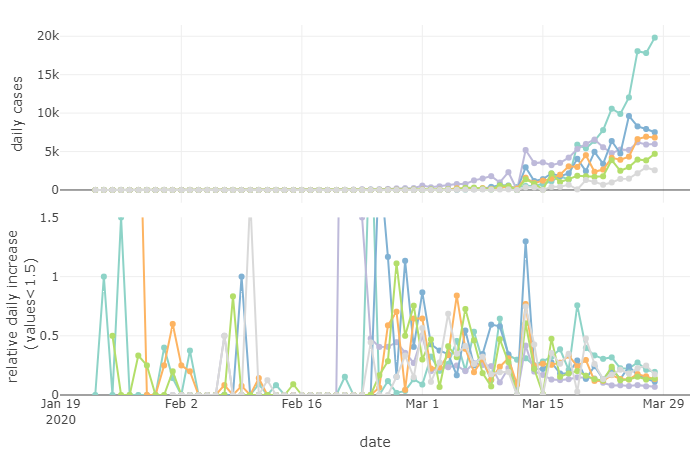 20k
15k
10k
5k
0
daily cases
1.5
1
0.5
0
relative daily increase
(values<1.5)
Jan 19
2020
Feb 2
Feb 16
Mar 1
Mar 15
Mar 29
date